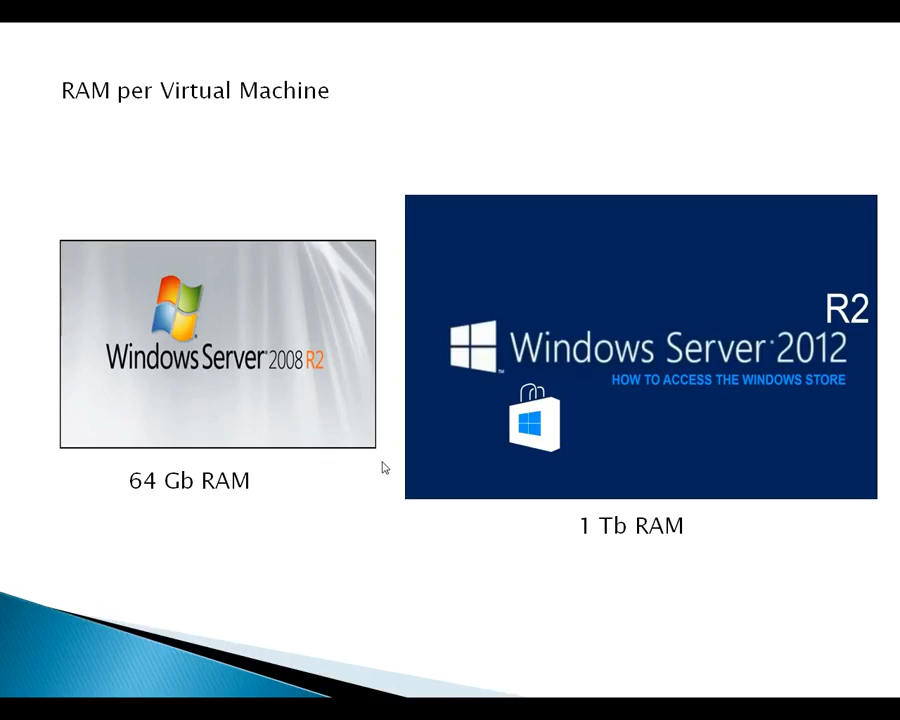 RAM per Virtual Machine
Windows Server 2008 R2
64 Gb RAM
R2
Windows Server 2012
TM
HOW TO ACCESS THE WINDOWS STORE
1 Tb RAM